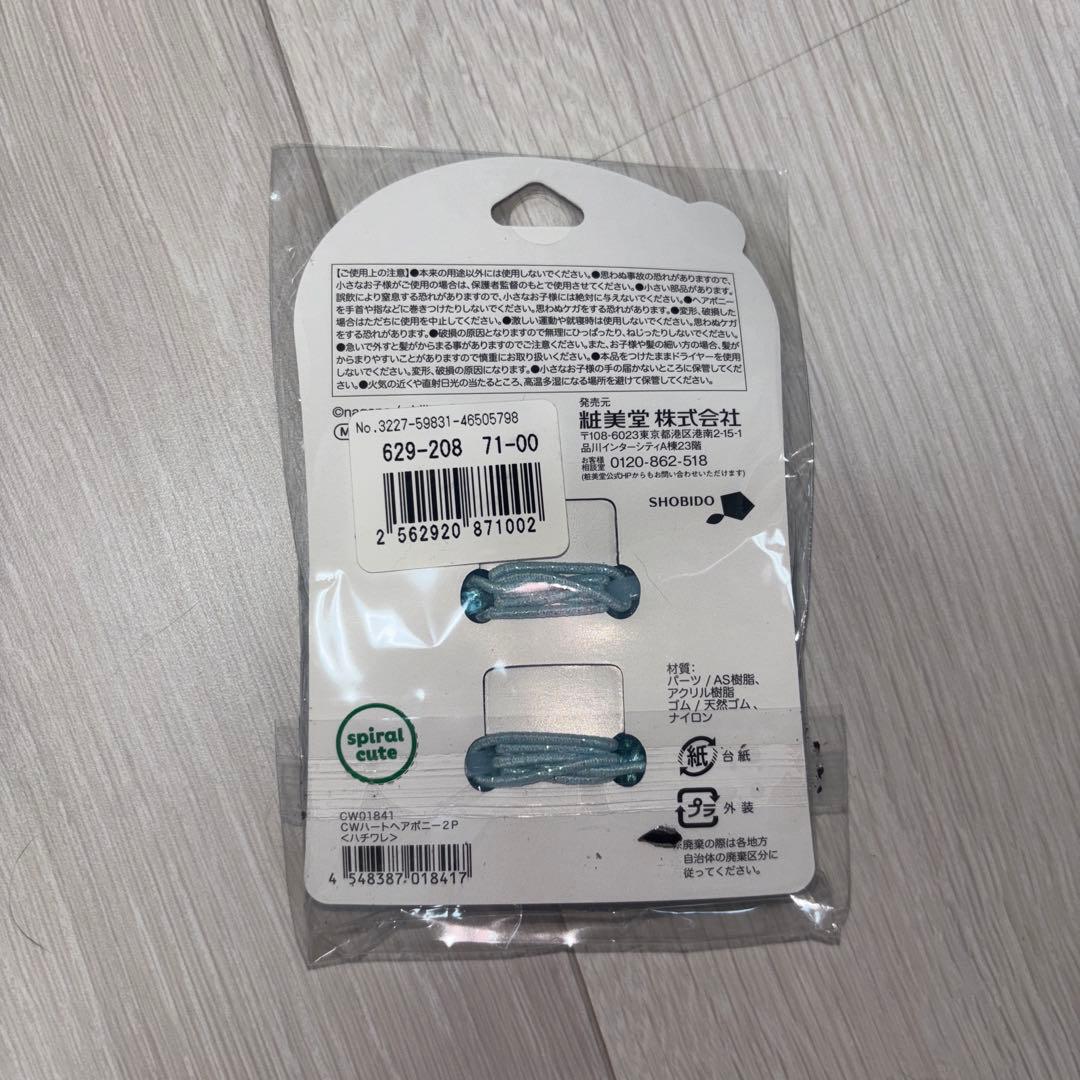 【ご使用上の注意】●本来の用途以外には使用しないでください。●思わぬ事故の恐れがありますので、
小さなお子様がご使用の場合は、保護者監督のもとで使用させてください。●小さい部品があります。
誤飲により窒息する恐れがありますので、小さなお子様には絶対に与えないでください。●ヘアポニー
を手首や指などに巻きつけたりしないでください。思わぬケガをする恐れがあります。●変形、破損した
場合はただちに使用を中止してください。●激しい運動や就寝時は使用しないでください。思わぬケガ
をする恐れがあります。●破損の原因となりますので無理にひっぱったり、ねじったりしないでください。
●急いで外すと髪がからまる事がありますのでご注意ください。また、お子様や髪の細い方の場合、髪が
からまりやすいことがありますので慎重にお取り扱いください。●本品をつけたままドライヤーを使用
しないでください。変形、破損の原因になります。●小さなお子様の手の届かないところに保管してくだ
さい。●火気の近くや直射日光の当たるところ、高温多湿になる場所を避けて保管してください。
No.3227-59831-46505798
629-208 71-00
2 562920 871002
発売元
粧美堂 株式会社
〒108-6023東京都港区港南2-15-1
品川インターシティA棟23階
お客様相談室 0120-862-518
(粧美堂公式HPからもお問い合わせいただけます)
SHOBIDO
材質:
パーツ / AS樹脂、
アクリル樹脂
ゴム / 天然ゴム、
ナイロン
spiral
cute
紙 台紙
プラ 外装
CW01841
CWハートヘアポニー2P
<ハチワレ>
4 548387 018417
※廃棄の際は各地方
自治体の廃棄区分に
従ってください。